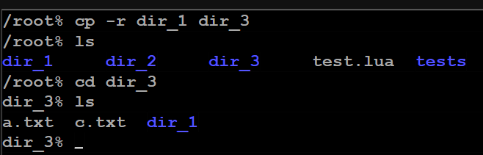 /root% cp -r dir_1 dir_3
/root% ls
dir_1 dir_2 dir_3 test.lua tests
/root% cd dir_3
dir_3% ls
a.txt c.txt dir_1
dir_3% _